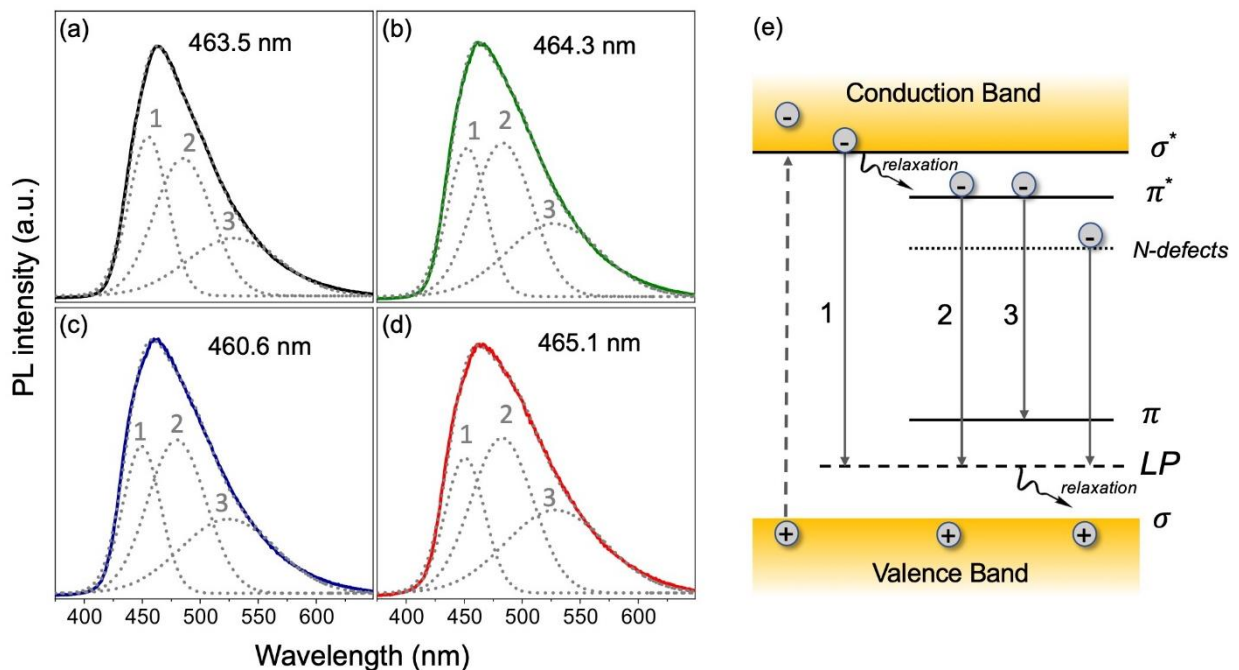 (a)
463.5 nm
1
2
3
(b)
464.3 nm
1
2
3
(c)
460.6 nm
1
2
3
(d)
465.1 nm
1
2
3
PL intensity (a.u.)
400 450 500 550 600
400 450 500 550 600
Wavelength (nm)
(e)
Conduction Band
-
-
σ*
relaxation
-
-
π*
-
N-defects
1
2
3
π
LP
relaxation
σ
+
+
+
Valence Band